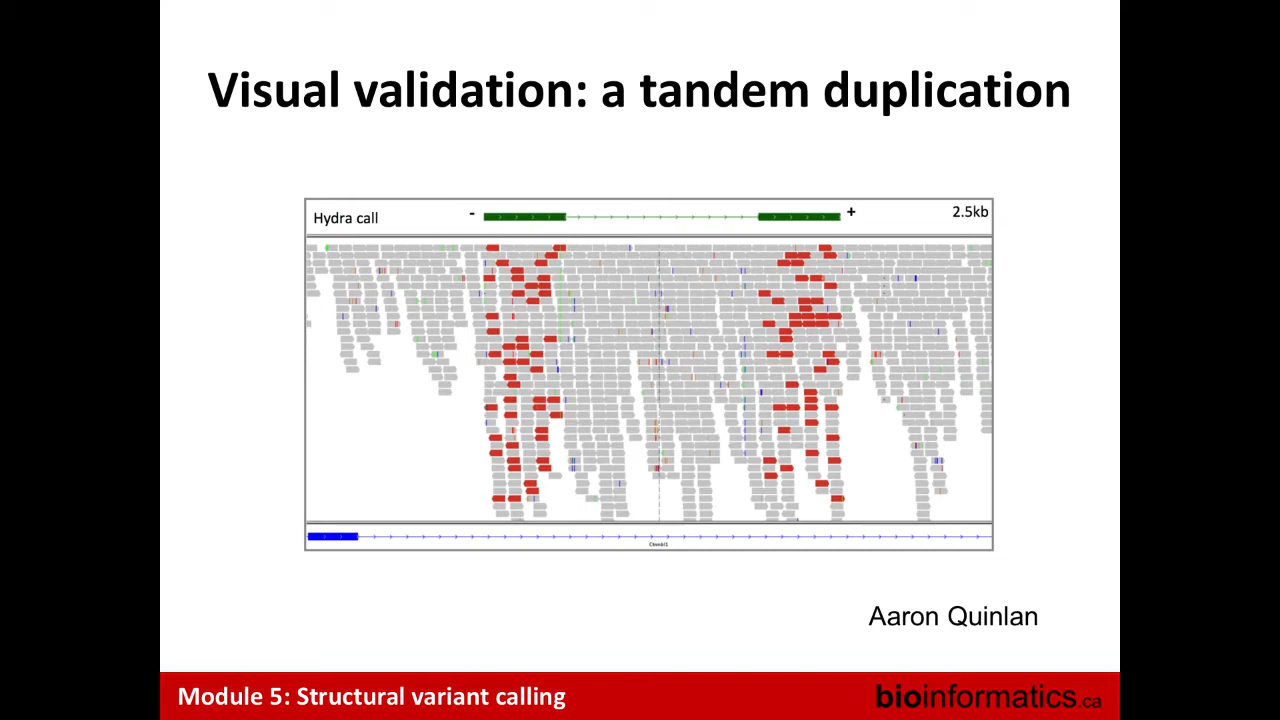 Visual validation: a tandem duplication
Hydra call
-
+
2.5kb
Aaron Quinlan
Module 5: Structural variant calling
bioinformatics.ca